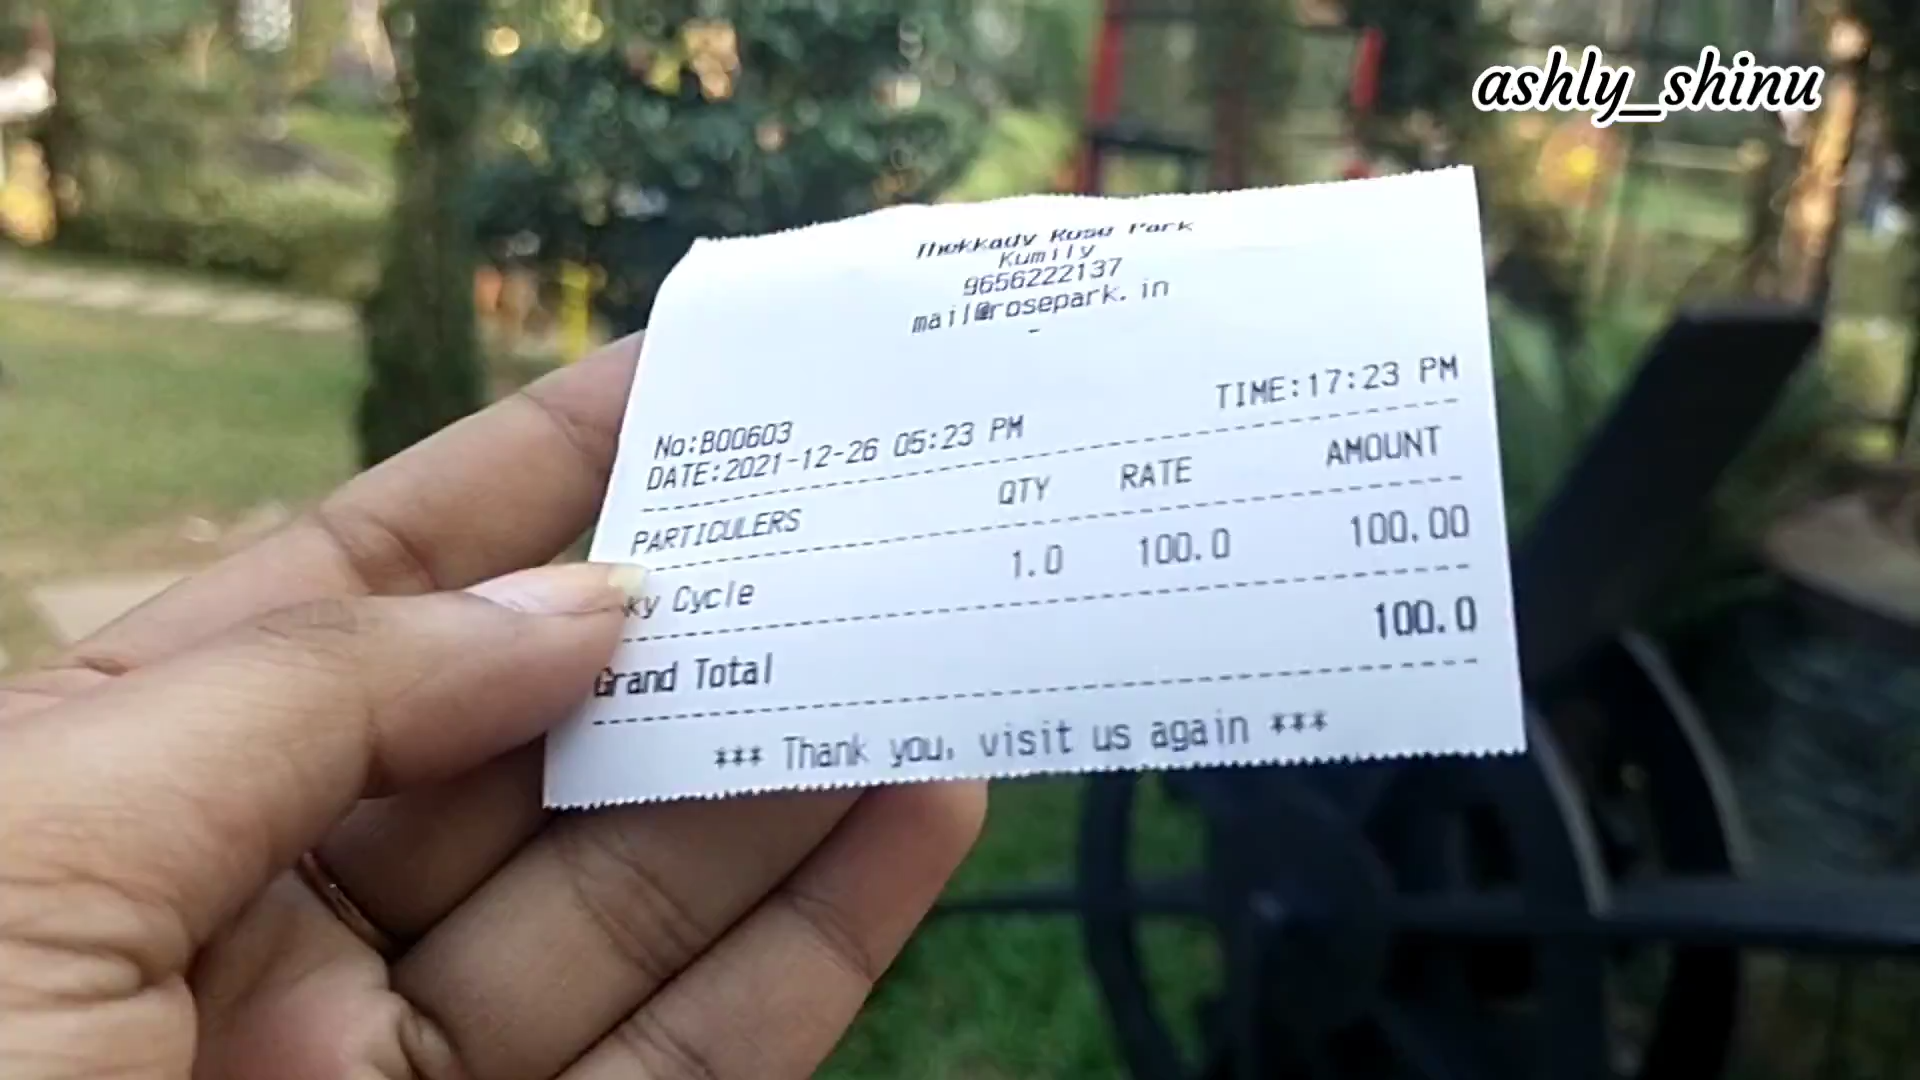 ashly_shinu
Thekkady Rose Park
Kumily
9656222137
mail@rosepark.in
-
TIME:17:23 PM
No:B00603
DATE:2021-12-26 05:23 PM
PARTICULERS QTY RATE AMOUNT
ky Cycle 1.0 100.0 100.00
Grand Total 100.0
*** Thank you, visit us again ***